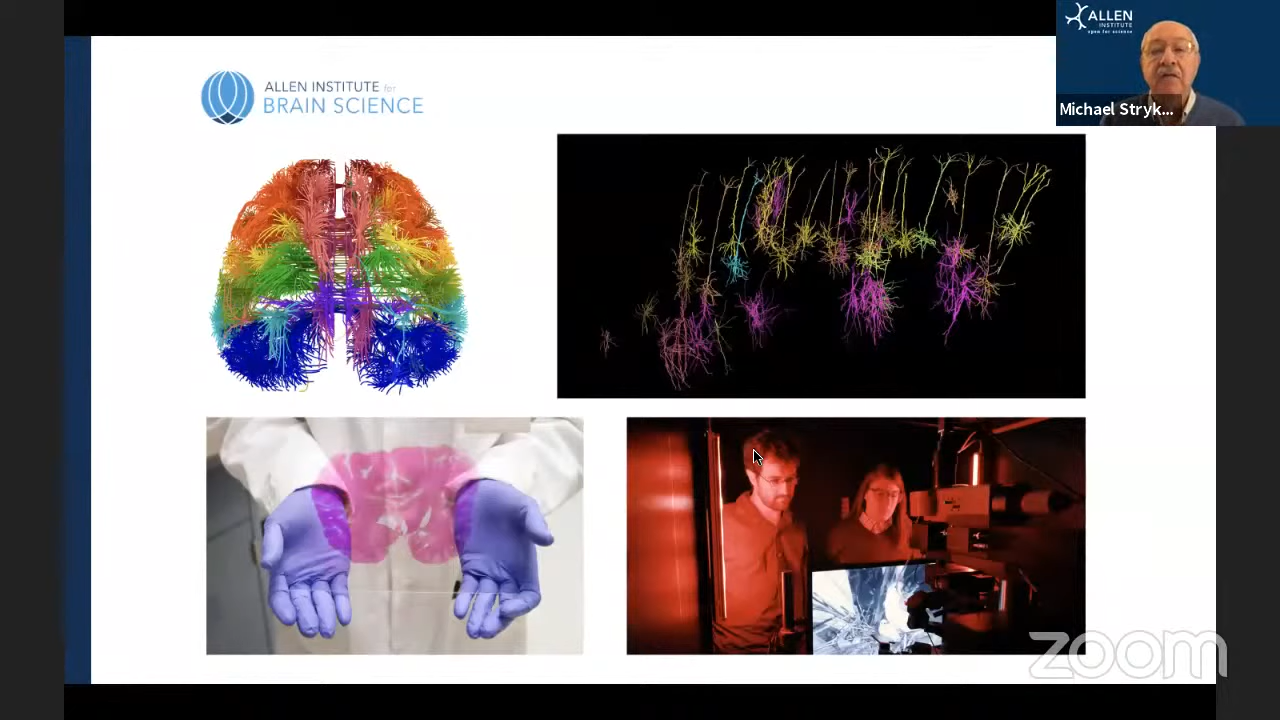 ALLEN INSTITUTE for
BRAIN SCIENCE
ALLEN
INSTITUTE
open for science
Michael Stryk...
zoom